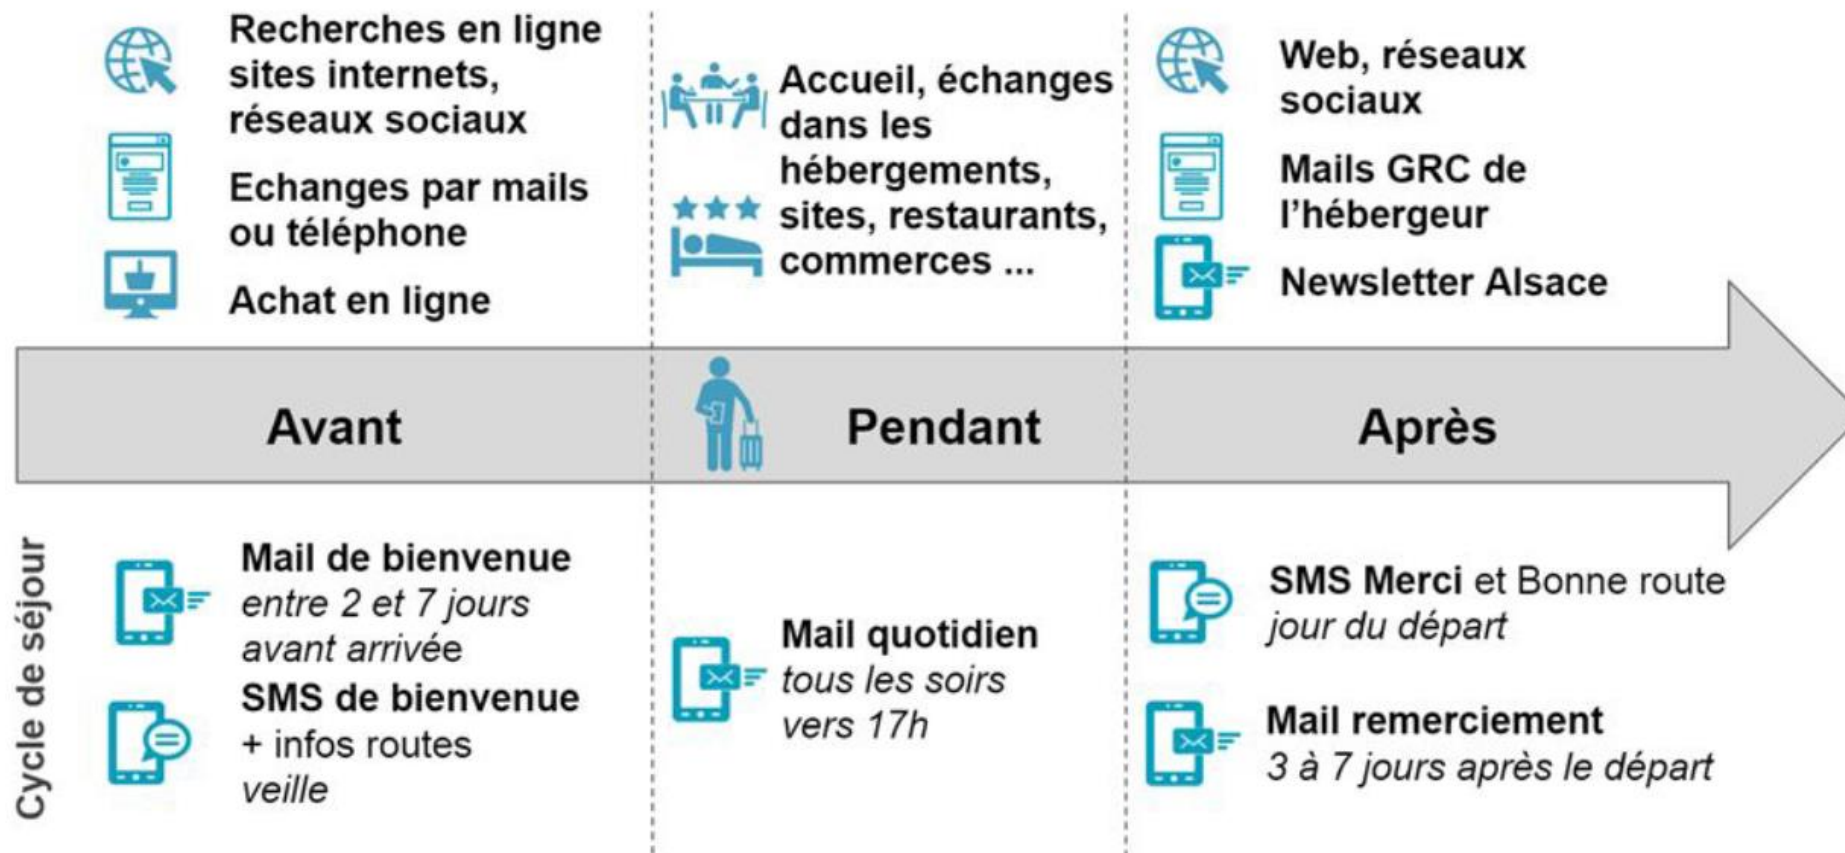 Recherches en ligne
sites internets,
réseaux sociaux
Echanges par mails
ou téléphone
Achat en ligne
Accueil, échanges
dans les
hébergements,
sites, restaurants,
commerces ...
Web, réseaux
sociaux
Mails GRC de
l’hébergeur
Newsletter Alsace
Avant
Pendant
Après
Cycle de séjour
Mail de bienvenue
entre 2 et 7 jours
avant arrivée
SMS de bienvenue
+ infos routes
veille
Mail quotidien
tous les soirs
vers 17h
SMS Merci et Bonne route
jour du départ
Mail remerciement
3 à 7 jours après le départ